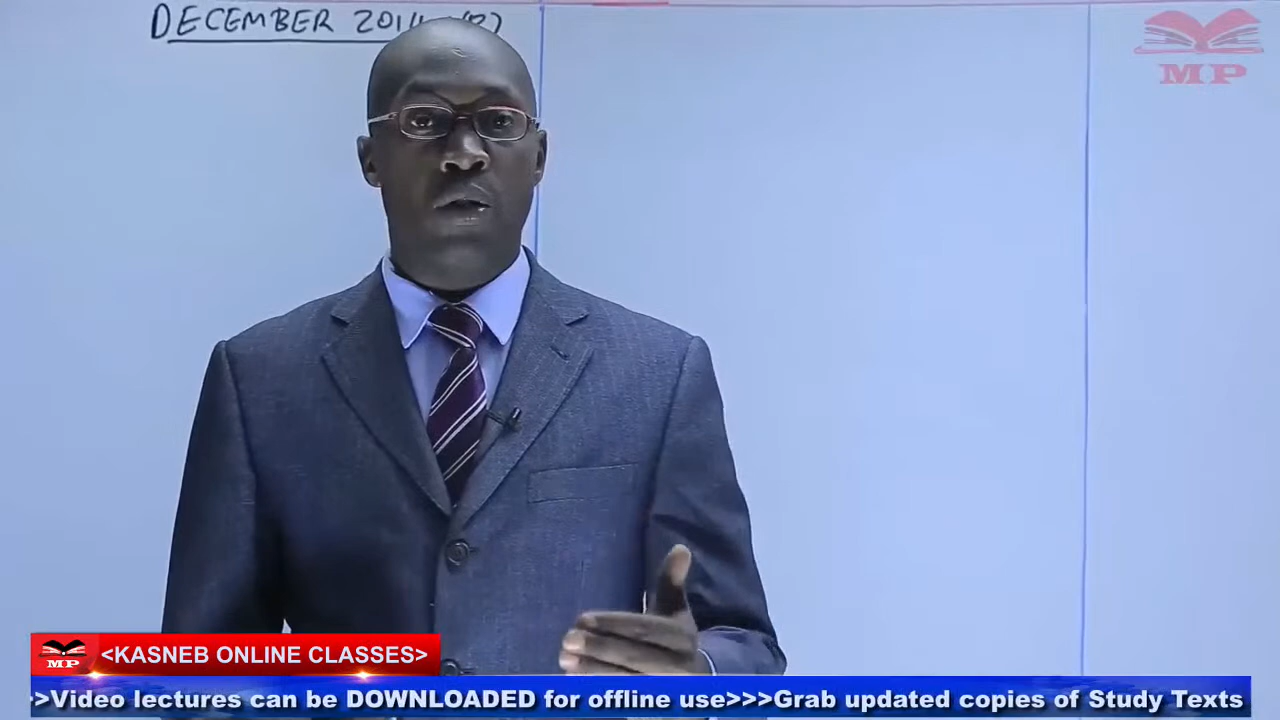 DECEMBER 2014
MP
MP <KASNEB ONLINE CLASSES>
>Video lectures can be DOWNLOADED for offline use>>>Grab updated copies of Study Texts